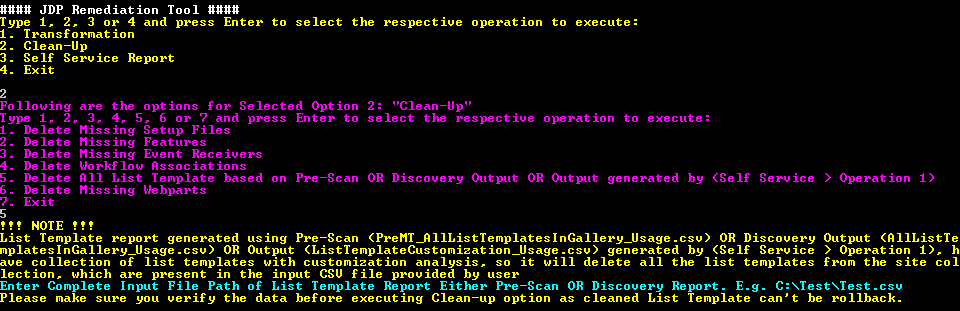 #### JDP Remediation Tool ####
Type 1, 2, 3 or 4 and press Enter to select the respective operation to execute:
1. Transformation
2. Clean-Up
3. Self Service Report
4. Exit
2
Following are the options for Selected Option 2: "Clean-Up"
Type 1, 2, 3, 4, 5, 6 or 7 and press Enter to select the respective operation to execute:
1. Delete Missing Setup Files
2. Delete Missing Features
3. Delete Missing Event Receivers
4. Delete Workflow Associations
5. Delete All List Template based on Pre-Scan OR Discovery Output OR Output generated by (Self Service > Operation 1)
6. Delete Missing Webparts
7. Exit
5
!!! NOTE !!!
List Template report generated using Pre-Scan (PreMT_AllListTemplatesInGallery_Usage.csv) OR Discovery Output (AllListTe
mplatesInGallery_Usage.csv) OR Output (ListTemplateCustomization_Usage.csv) generated by (Self Service > Operation 1), h
ave collection of list templates with customization analysis, so it will delete all the list templates from the site col
lection, which are present in the input CSV file provided by user
Enter Complete Input File Path of List Template Report Either Pre-Scan OR Discovery Report. E.g. C:\Test\Test.csv
Please make sure you verify the data before executing Clean-up option as cleaned List Template can't be rollback.